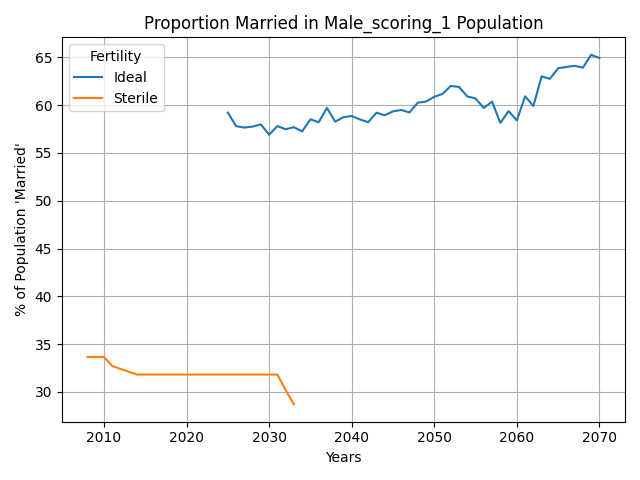 Proportion Married in Male_scoring_1 Population
Fertility
Ideal
Sterile
% of Population 'Married'
65
60
55
50
45
40
35
30
2010 2020 2030 2040 2050 2060 2070
Years